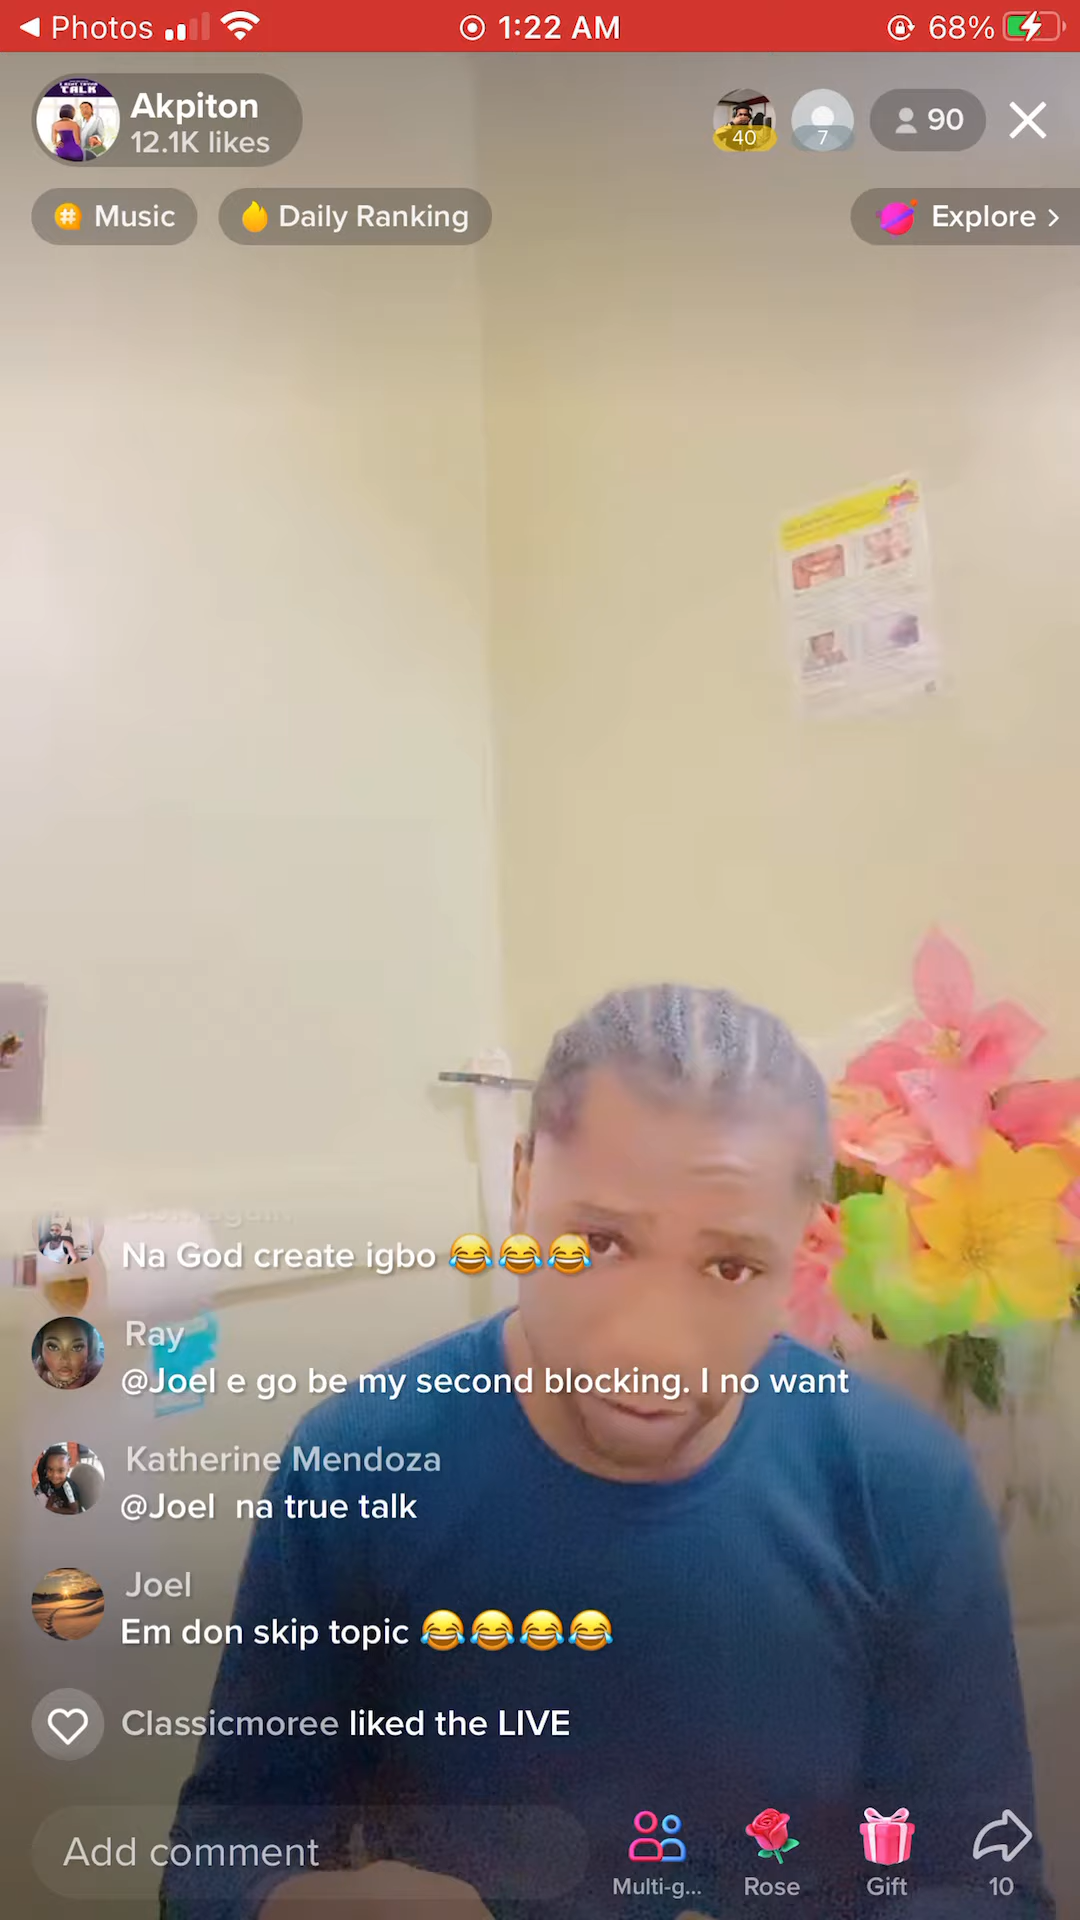 Photos
1:22 AM
68%
TALK
Akpiton
12.1K likes
40
7
90
Music
Daily Ranking
Explore
Na God create igbo 😂😂😂
Ray
@Joel e go be my second blocking. I no want
Katherine Mendoza
@Joel na true talk
Joel
Em don skip topic 😂😂😂😂
Classicmoree liked the LIVE
Add comment
Multi-g...
Rose
Gift
10